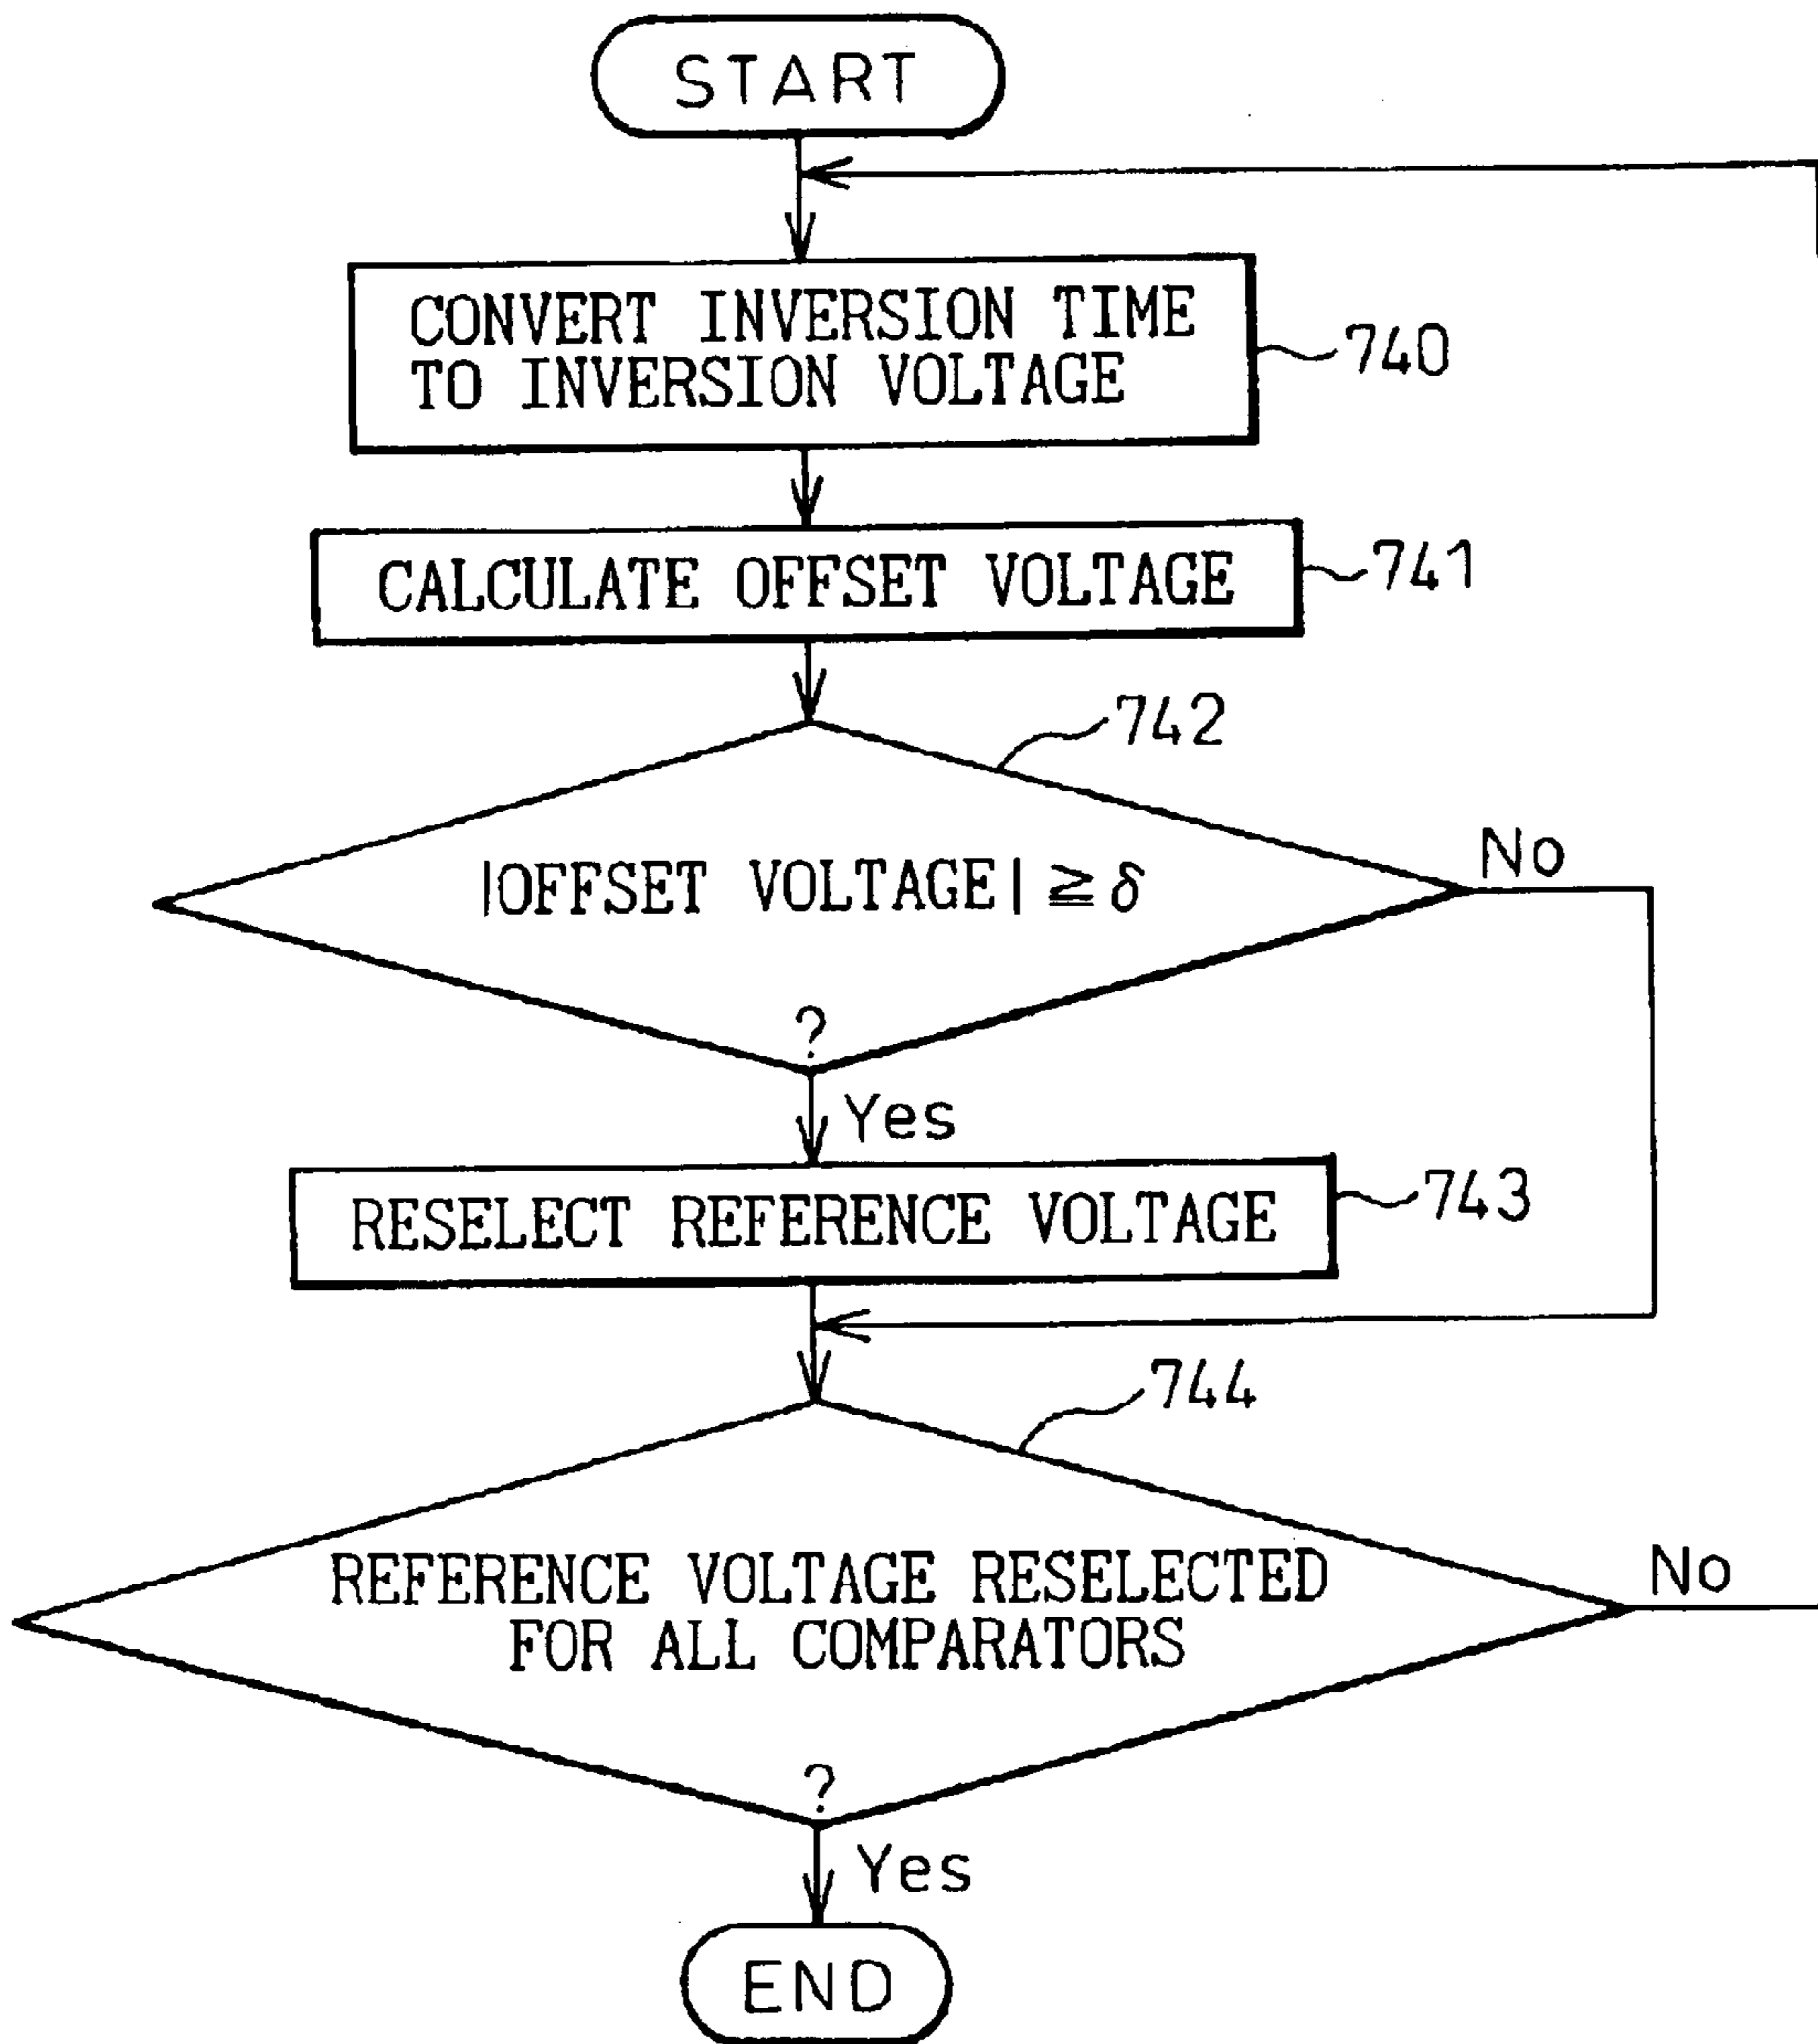 START
CONVERT INVERSION TIME
TO INVERSION VOLTAGE
740
CALCULATE OFFSET VOLTAGE
741
742
|OFFSET VOLTAGE| ≧ δ
?
No
Yes
RESELECT REFERENCE VOLTAGE
743
744
REFERENCE VOLTAGE RESELECTED
FOR ALL COMPARATORS
?
No
Yes
END